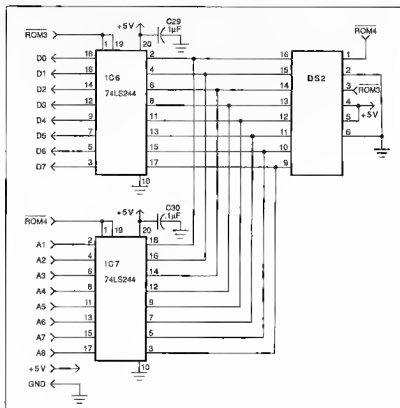 +5V
C29
.1µF
ROM3
1 19 20
D0 18 2 16 1 ROM4
D1 16 4 15 2
D2 14 6 14 3 ROM3
D3 12 8 13 4
D4 9 11 12 5 +5V
D5 7 13 11 6
D6 5 15 10
D7 3 17 9
IC6
74LS244
DS2
10
+5V
C30
.1µF
ROM4
1 19 20
A1 2 18
A2 4 16
A3 6 14
A4 8 12
A5 11 9
A6 13 7
A7 15 5
A8 17 3
IC7
74LS244
10
+5V
GND